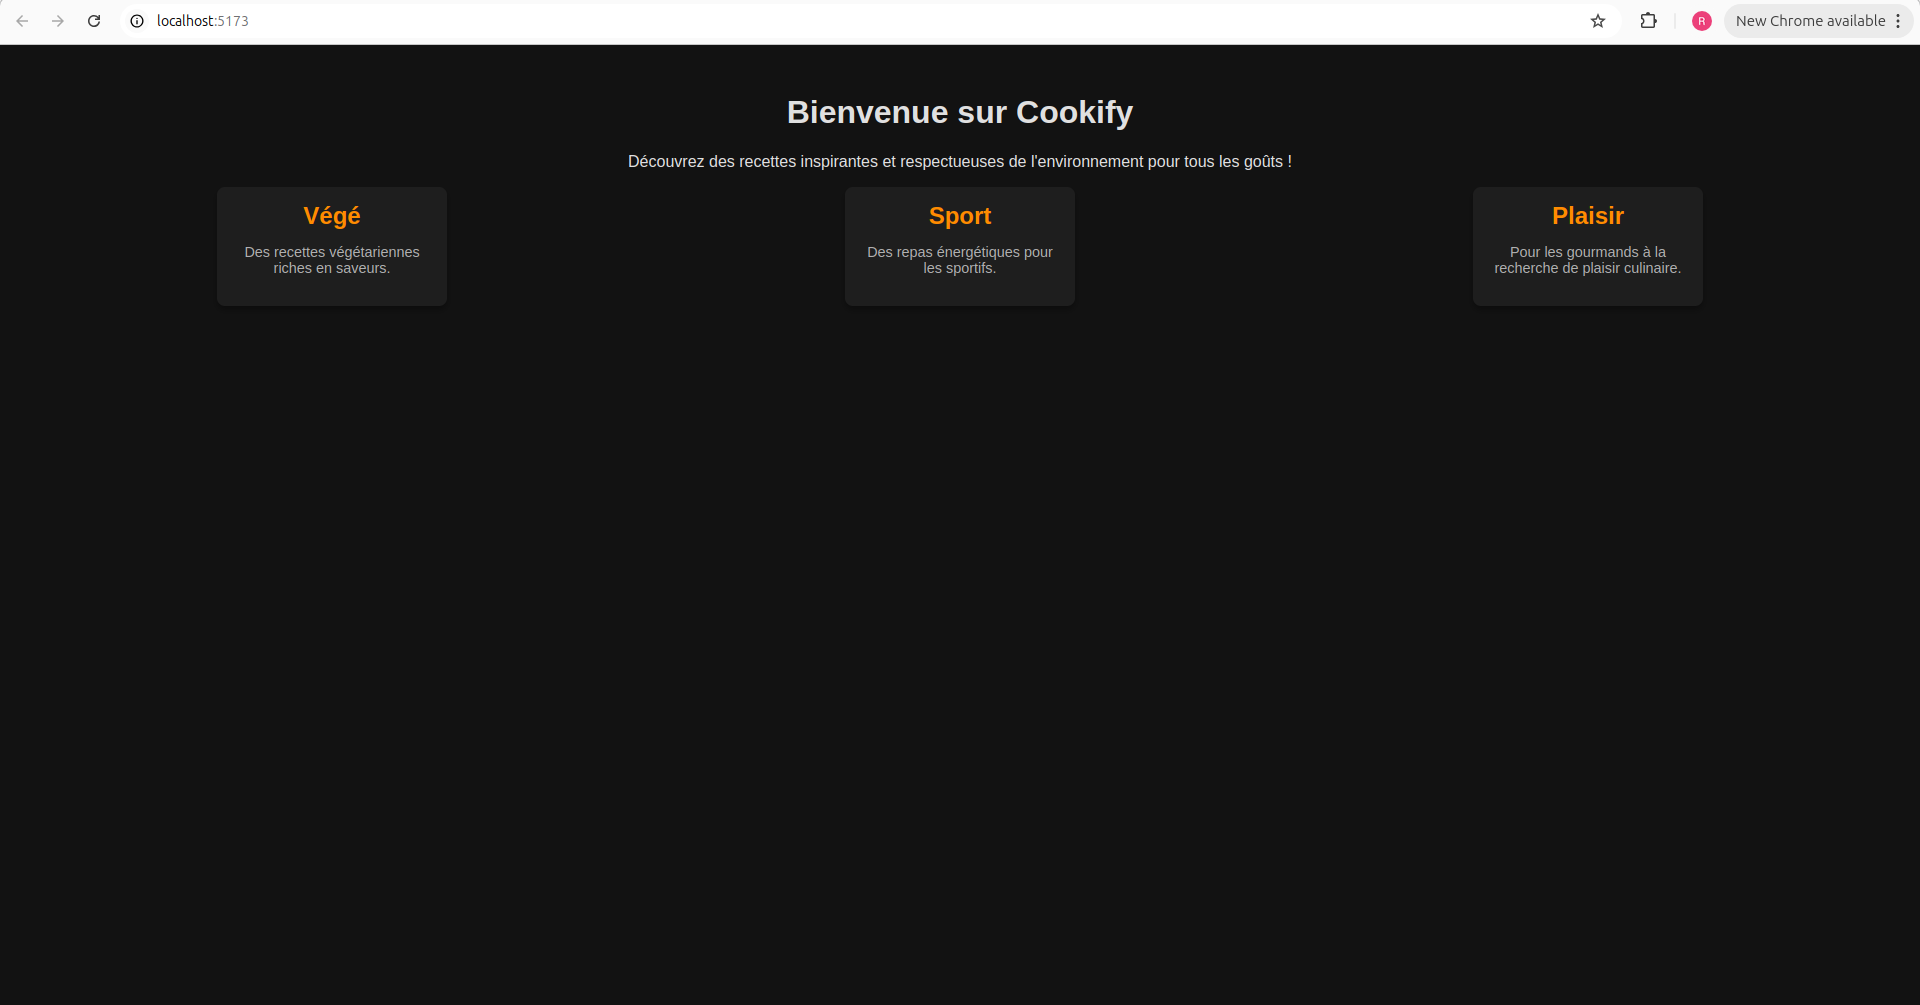 localhost:5173
R
New Chrome available
Bienvenue sur Cookify
Découvrez des recettes inspirantes et respectueuses de l'environnement pour tous les goûts !
Végé
Des recettes végétariennes
riches en saveurs.
Sport
Des repas énergétiques pour
les sportifs.
Plaisir
Pour les gourmands à la
recherche de plaisir culinaire.